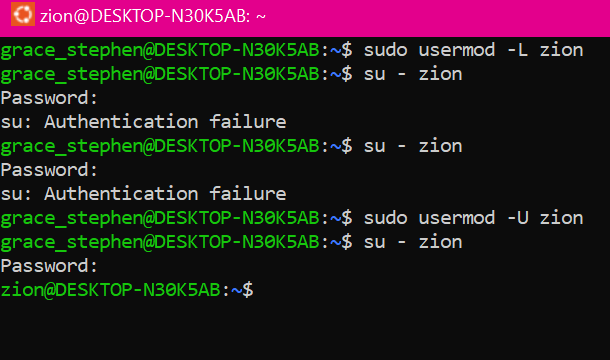 zion@DESKTOP-N30K5AB: ~
grace_stephen@DESKTOP-N30K5AB:~$ sudo usermod -L zion
grace_stephen@DESKTOP-N30K5AB:~$ su - zion
Password:
su: Authentication failure
grace_stephen@DESKTOP-N30K5AB:~$ su - zion
Password:
su: Authentication failure
grace_stephen@DESKTOP-N30K5AB:~$ sudo usermod -U zion
grace_stephen@DESKTOP-N30K5AB:~$ su - zion
Password:
zion@DESKTOP-N30K5AB:~$